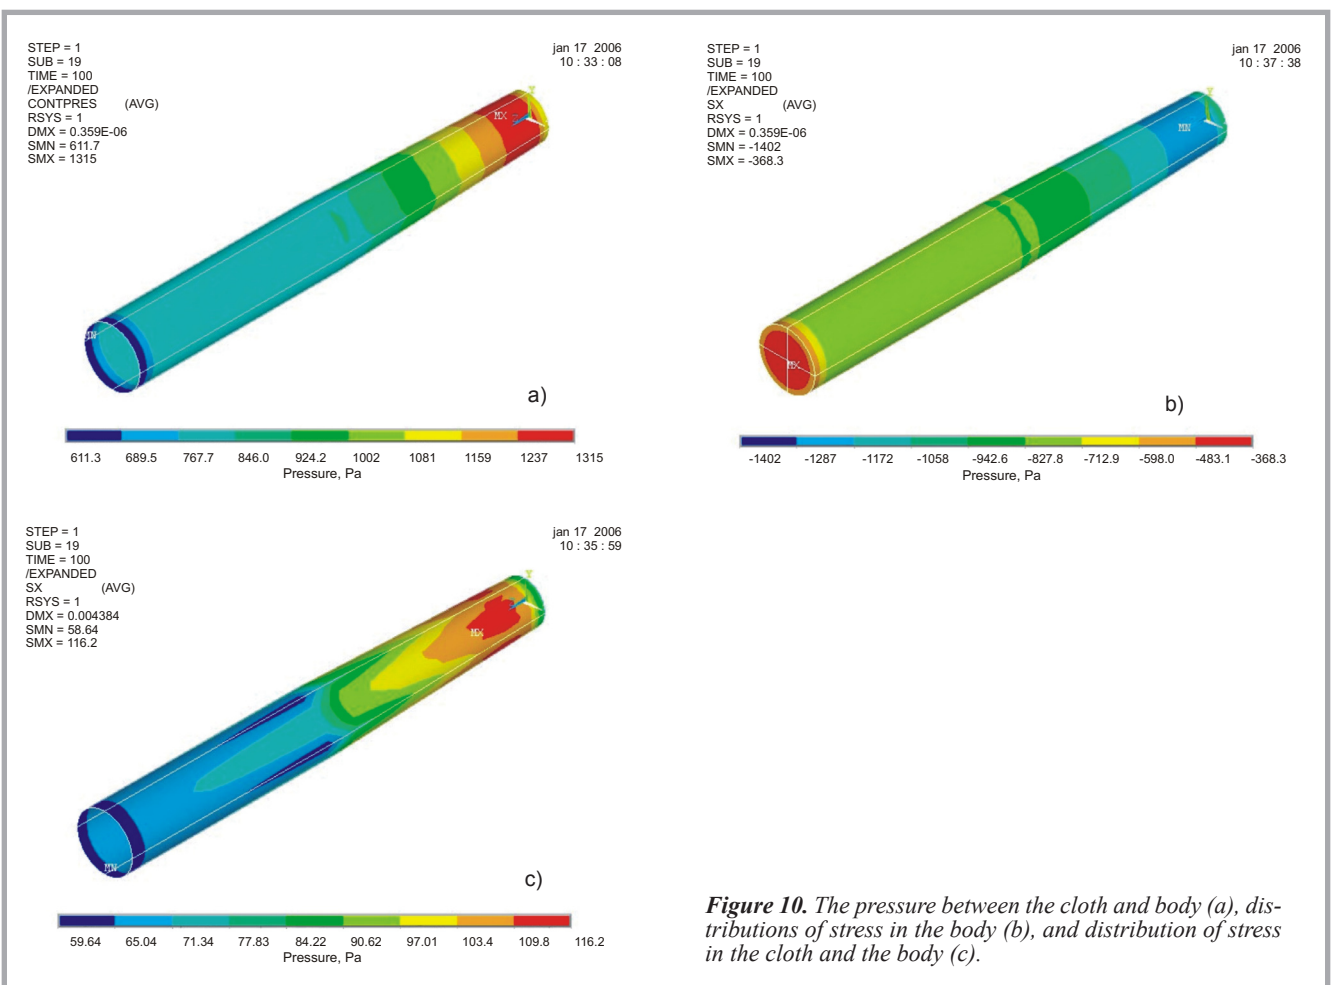 STEP = 1
SUB = 19
TIME = 100
/EXPANDED
CONTPRES (AVG)
RSYS = 1
DMX = 0.359E-06
SMN = 611.7
SMX = 1315
jan 17 2006
10 : 33 : 08
Y
MX
MN
a)
611.3 689.5 767.7 846.0 924.2 1002 1081 1159 1237 1315
Pressure, Pa
STEP = 1
SUB = 19
TIME = 100
/EXPANDED
SX (AVG)
RSYS = 1
DMX = 0.359E-06
SMN = -1402
SMX = -368.3
jan 17 2006
10 : 37 : 38
Y
MN
MX
b)
-1402 -1287 -1172 -1058 -942.6 -827.8 -712.9 -598.0 -483.1 -368.3
Pressure, Pa
STEP = 1
SUB = 19
TIME = 100
/EXPANDED
SX (AVG)
RSYS = 1
DMX = 0.004384
SMN = 58.64
SMX = 116.2
jan 17 2006
10 : 35 : 59
Y
MX
MN
c)
59.64 65.04 71.34 77.83 84.22 90.62 97.01 103.4 109.8 116.2
Pressure, Pa
Figure 10. The pressure between the cloth and body (a), dis-
tributions of stress in the body (b), and distribution of stress
in the cloth and the body (c).